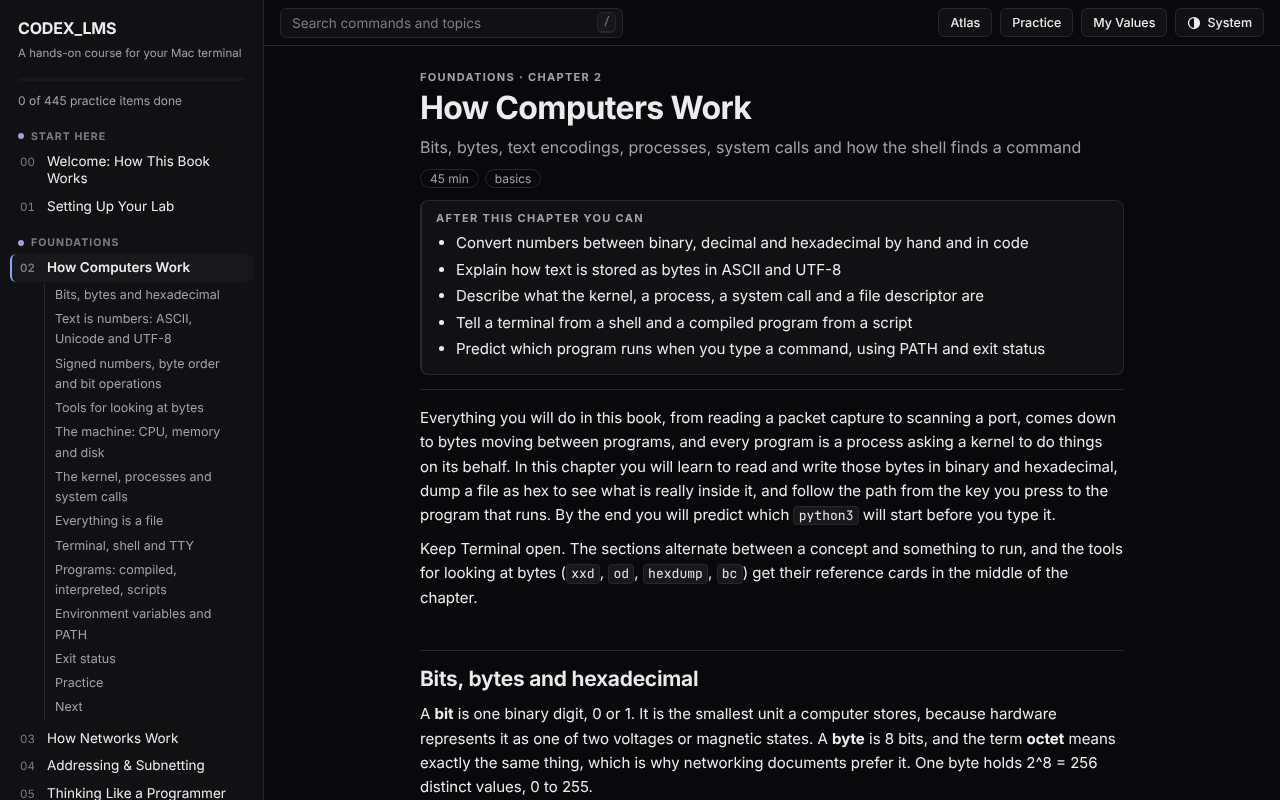 CODEX_LMS
A hands-on course for your Mac terminal
0 of 445 practice items done
START HERE
00 Welcome: How This Book
Works
01 Setting Up Your Lab
FOUNDATIONS
02 How Computers Work
Bits, bytes and hexadecimal
Text is numbers: ASCII,
Unicode and UTF-8
Signed numbers, byte order
and bit operations
Tools for looking at bytes
The machine: CPU, memory
and disk
The kernel, processes and
system calls
Everything is a file
Terminal, shell and TTY
Programs: compiled,
interpreted, scripts
Environment variables and
PATH
Exit status
Practice
Next
03 How Networks Work
04 Addressing & Subnetting
05 Thinking Like a Programmer
Search commands and topics /
Atlas Practice My Values System
FOUNDATIONS · CHAPTER 2
How Computers Work
Bits, bytes, text encodings, processes, system calls and how the shell finds a command
45 min basics
AFTER THIS CHAPTER YOU CAN
• Convert numbers between binary, decimal and hexadecimal by hand and in code
• Explain how text is stored as bytes in ASCII and UTF-8
• Describe what the kernel, a process, a system call and a file descriptor are
• Tell a terminal from a shell and a compiled program from a script
• Predict which program runs when you type a command, using PATH and exit status
Everything you will do in this book, from reading a packet capture to scanning a port, comes down
to bytes moving between programs, and every program is a process asking a kernel to do things
on its behalf. In this chapter you will learn to read and write those bytes in binary and hexadecimal,
dump a file as hex to see what is really inside it, and follow the path from the key you press to the
program that runs. By the end you will predict which python3 will start before you type it.
Keep Terminal open. The sections alternate between a concept and something to run, and the tools
for looking at bytes (xxd, od, hexdump, bc) get their reference cards in the middle of the
chapter.
Bits, bytes and hexadecimal
A bit is one binary digit, 0 or 1. It is the smallest unit a computer stores, because hardware
represents it as one of two voltages or magnetic states. A byte is 8 bits, and the term octet means
exactly the same thing, which is why networking documents prefer it. One byte holds 2^8 = 256
distinct values, 0 to 255.